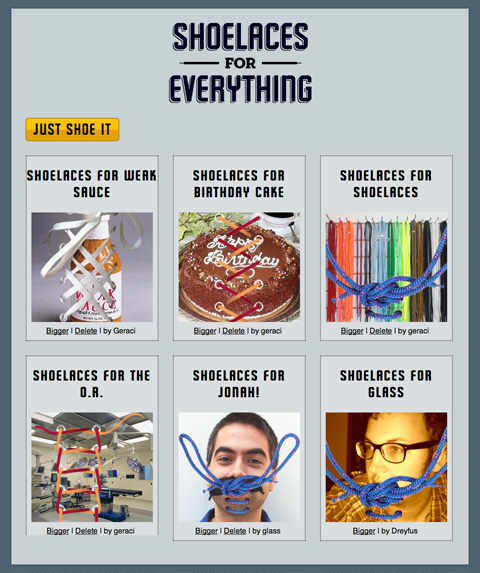 SHOELACES
FOR
EVERYTHING
JUST SHOE IT
SHOELACES FOR WEAK
SAUCE
SHOELACES FOR
BIRTHDAY CAKE
SHOELACES FOR
SHOELACES
Happy
Birthday
Bigger | Delete | by Geraci
Bigger | Delete | by geraci
Bigger | Delete | by geraci
SHOELACES FOR THE
O.R.
SHOELACES FOR
JONAH!
SHOELACES FOR
GLASS
Bigger | Delete | by geraci
Bigger | Delete | by glass
Bigger | by Dreyfus